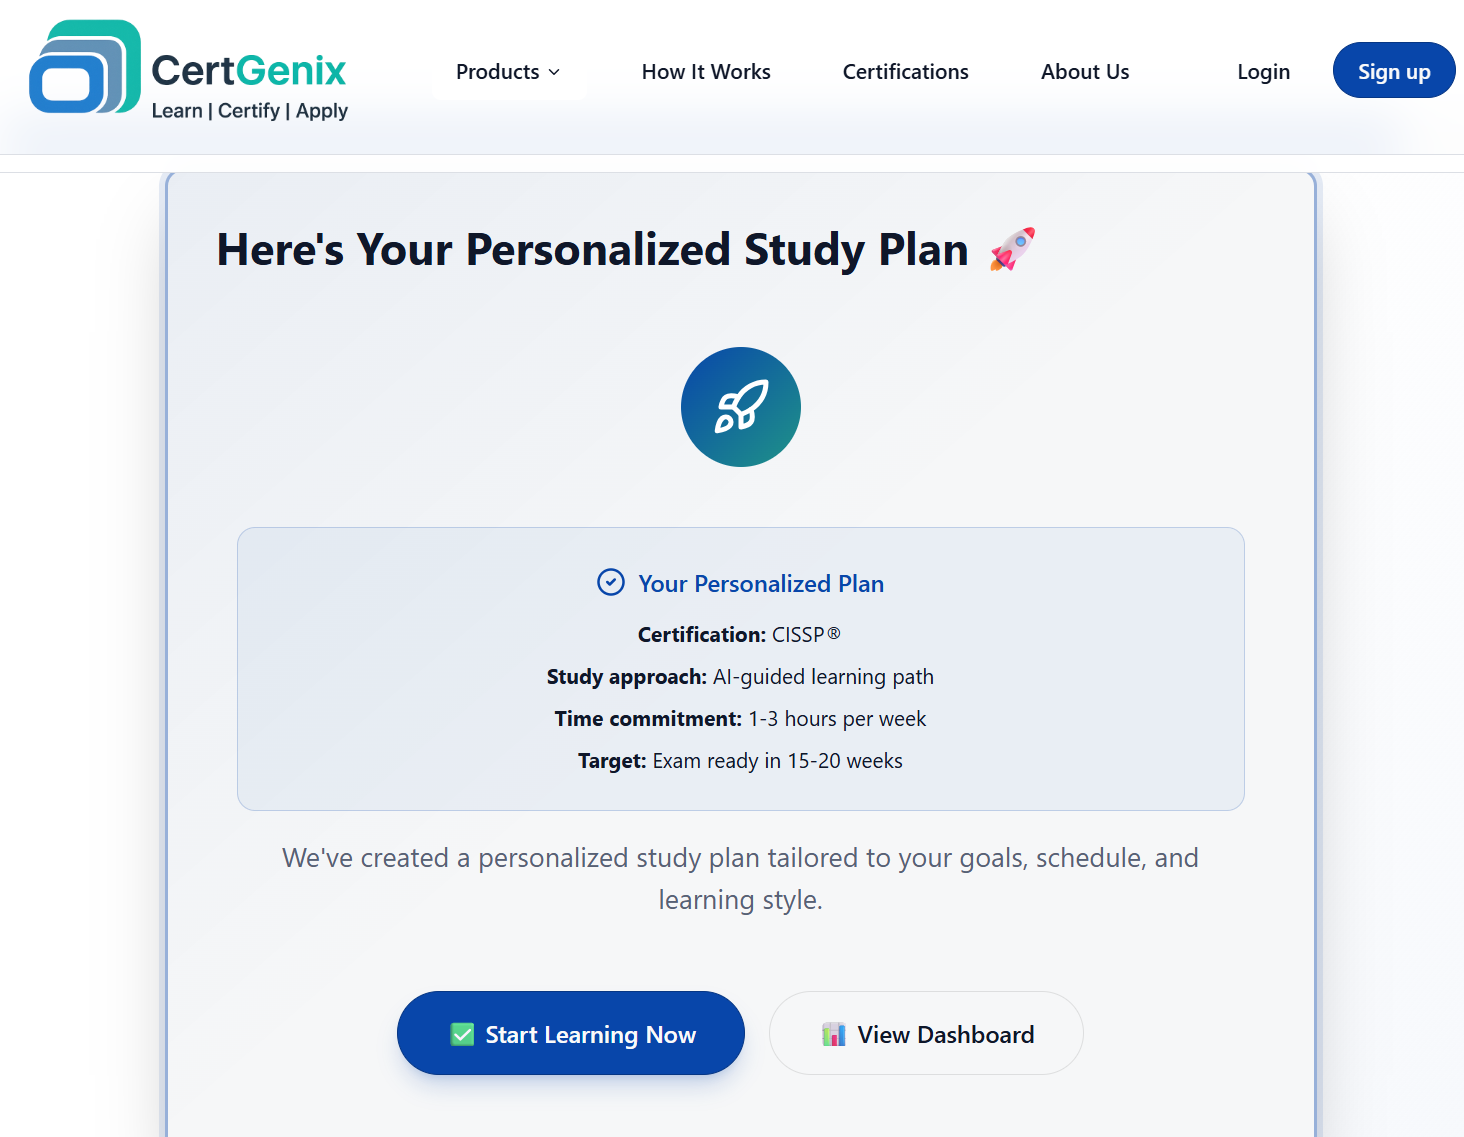 CertGenix
Learn | Certify | Apply
Products
How It Works
Certifications
About Us
Login
Sign up
Here's Your Personalized Study Plan 🚀
Your Personalized Plan
Certification: CISSP®
Study approach: AI-guided learning path
Time commitment: 1-3 hours per week
Target: Exam ready in 15-20 weeks
We've created a personalized study plan tailored to your goals, schedule, and
learning style.
✅ Start Learning Now
📊 View Dashboard